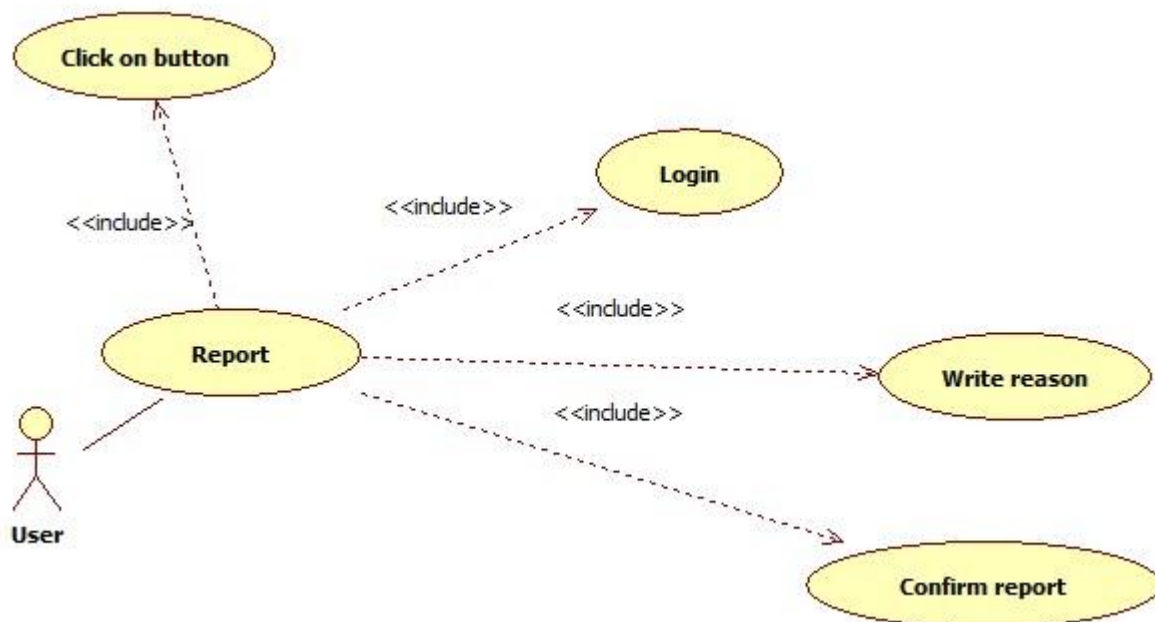 Click on button
Login
<<include>>
<<include>>
<<include>>
Report
Write reason
<<include>>
User
Confirm report